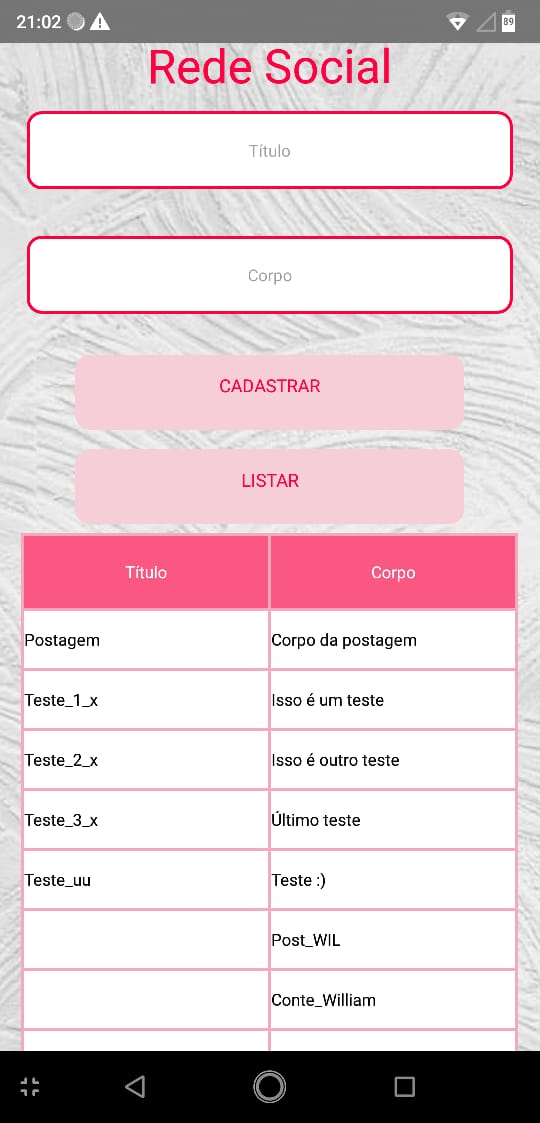 21:02
89
Rede Social
Título
Corpo
CADASTRAR
LISTAR
Título Corpo
Postagem Corpo da postagem
Teste_1_x Isso é um teste
Teste_2_x Isso é outro teste
Teste_3_x Último teste
Teste_uu Teste :)
Post_WIL
Conte_William